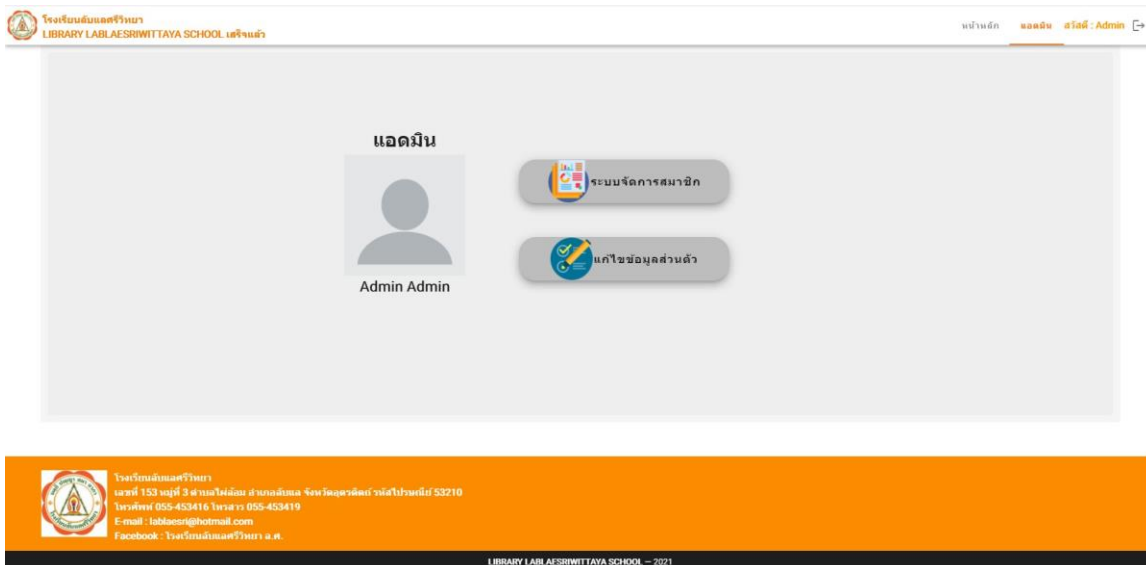 โรงเรียนลับแลศรีวิทยา
LIBRARY LABLAESRIWITTAYA SCHOOL เสร็จแล้ว
หน้าหลัก แอดมิน สวัสดี : Admin
แอดมิน
ระบบจัดการสมาชิก
แก้ไขข้อมูลส่วนตัว
Admin Admin
โรงเรียนลับแลศรีวิทยา
เลขที่ 153 หมู่ที่ 3 ตำบลไผ่ล้อม อำเภอลับแล จังหวัดอุตรดิตถ์ รหัสไปรษณีย์ 53210
โทรศัพท์ 055-453416 โทรสาร 055-453419
E-mail : lablaesri@hotmail.com
Facebook : โรงเรียนลับแลศรีวิทยา ล.ศ.
LIBRARY LABLAESRIWITTAYA SCHOOL — 2021